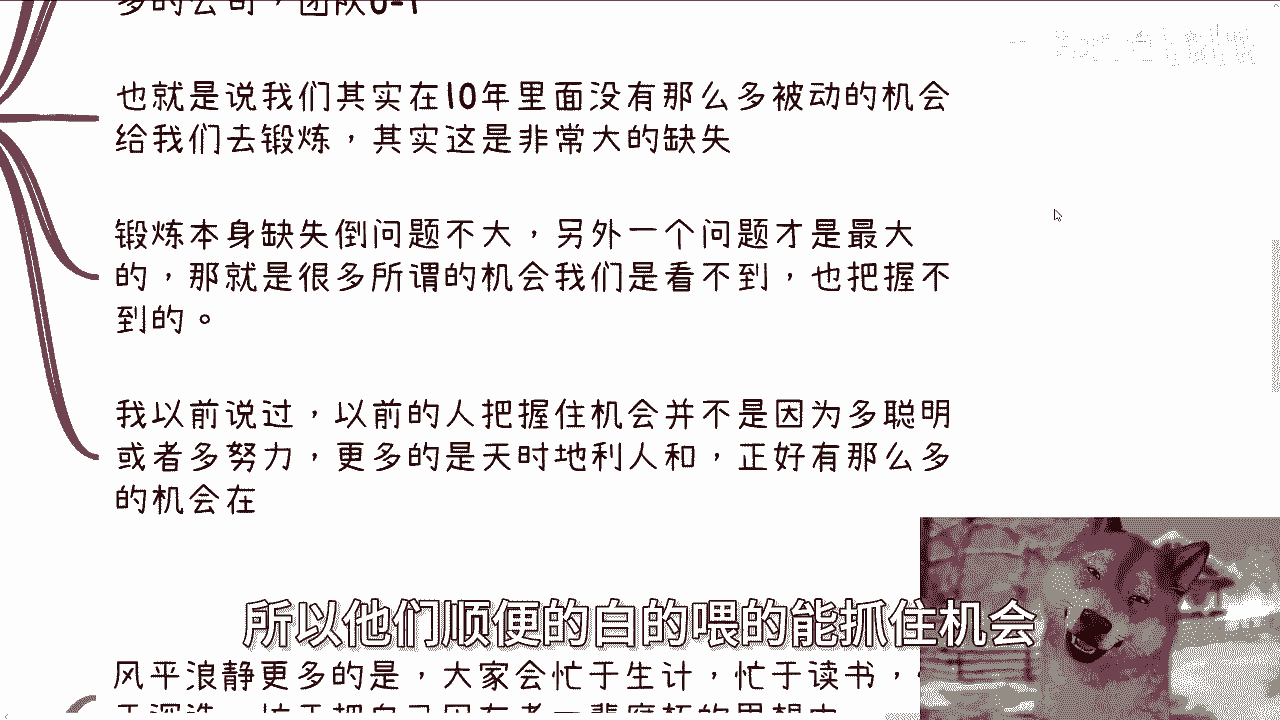 多的公司，团队0-1
也就是说我们其实在10年里面没有那么多被动的机会
给我们去锻炼，其实这是非常大的缺失
锻炼本身缺失倒问题不大，另外一个问题才是最大
的，那就是很多所谓的机会我们是看不到，也把握不
到的。
我以前说过，以前的人把握住机会并不是因为多聪明
或者多努力，更多的是天时地利人和，正好有那么多
的机会在
所以他们顺便的白的喂的能抓住机会
风平浪静更多的是，大家会忙于生计，忙于读书，